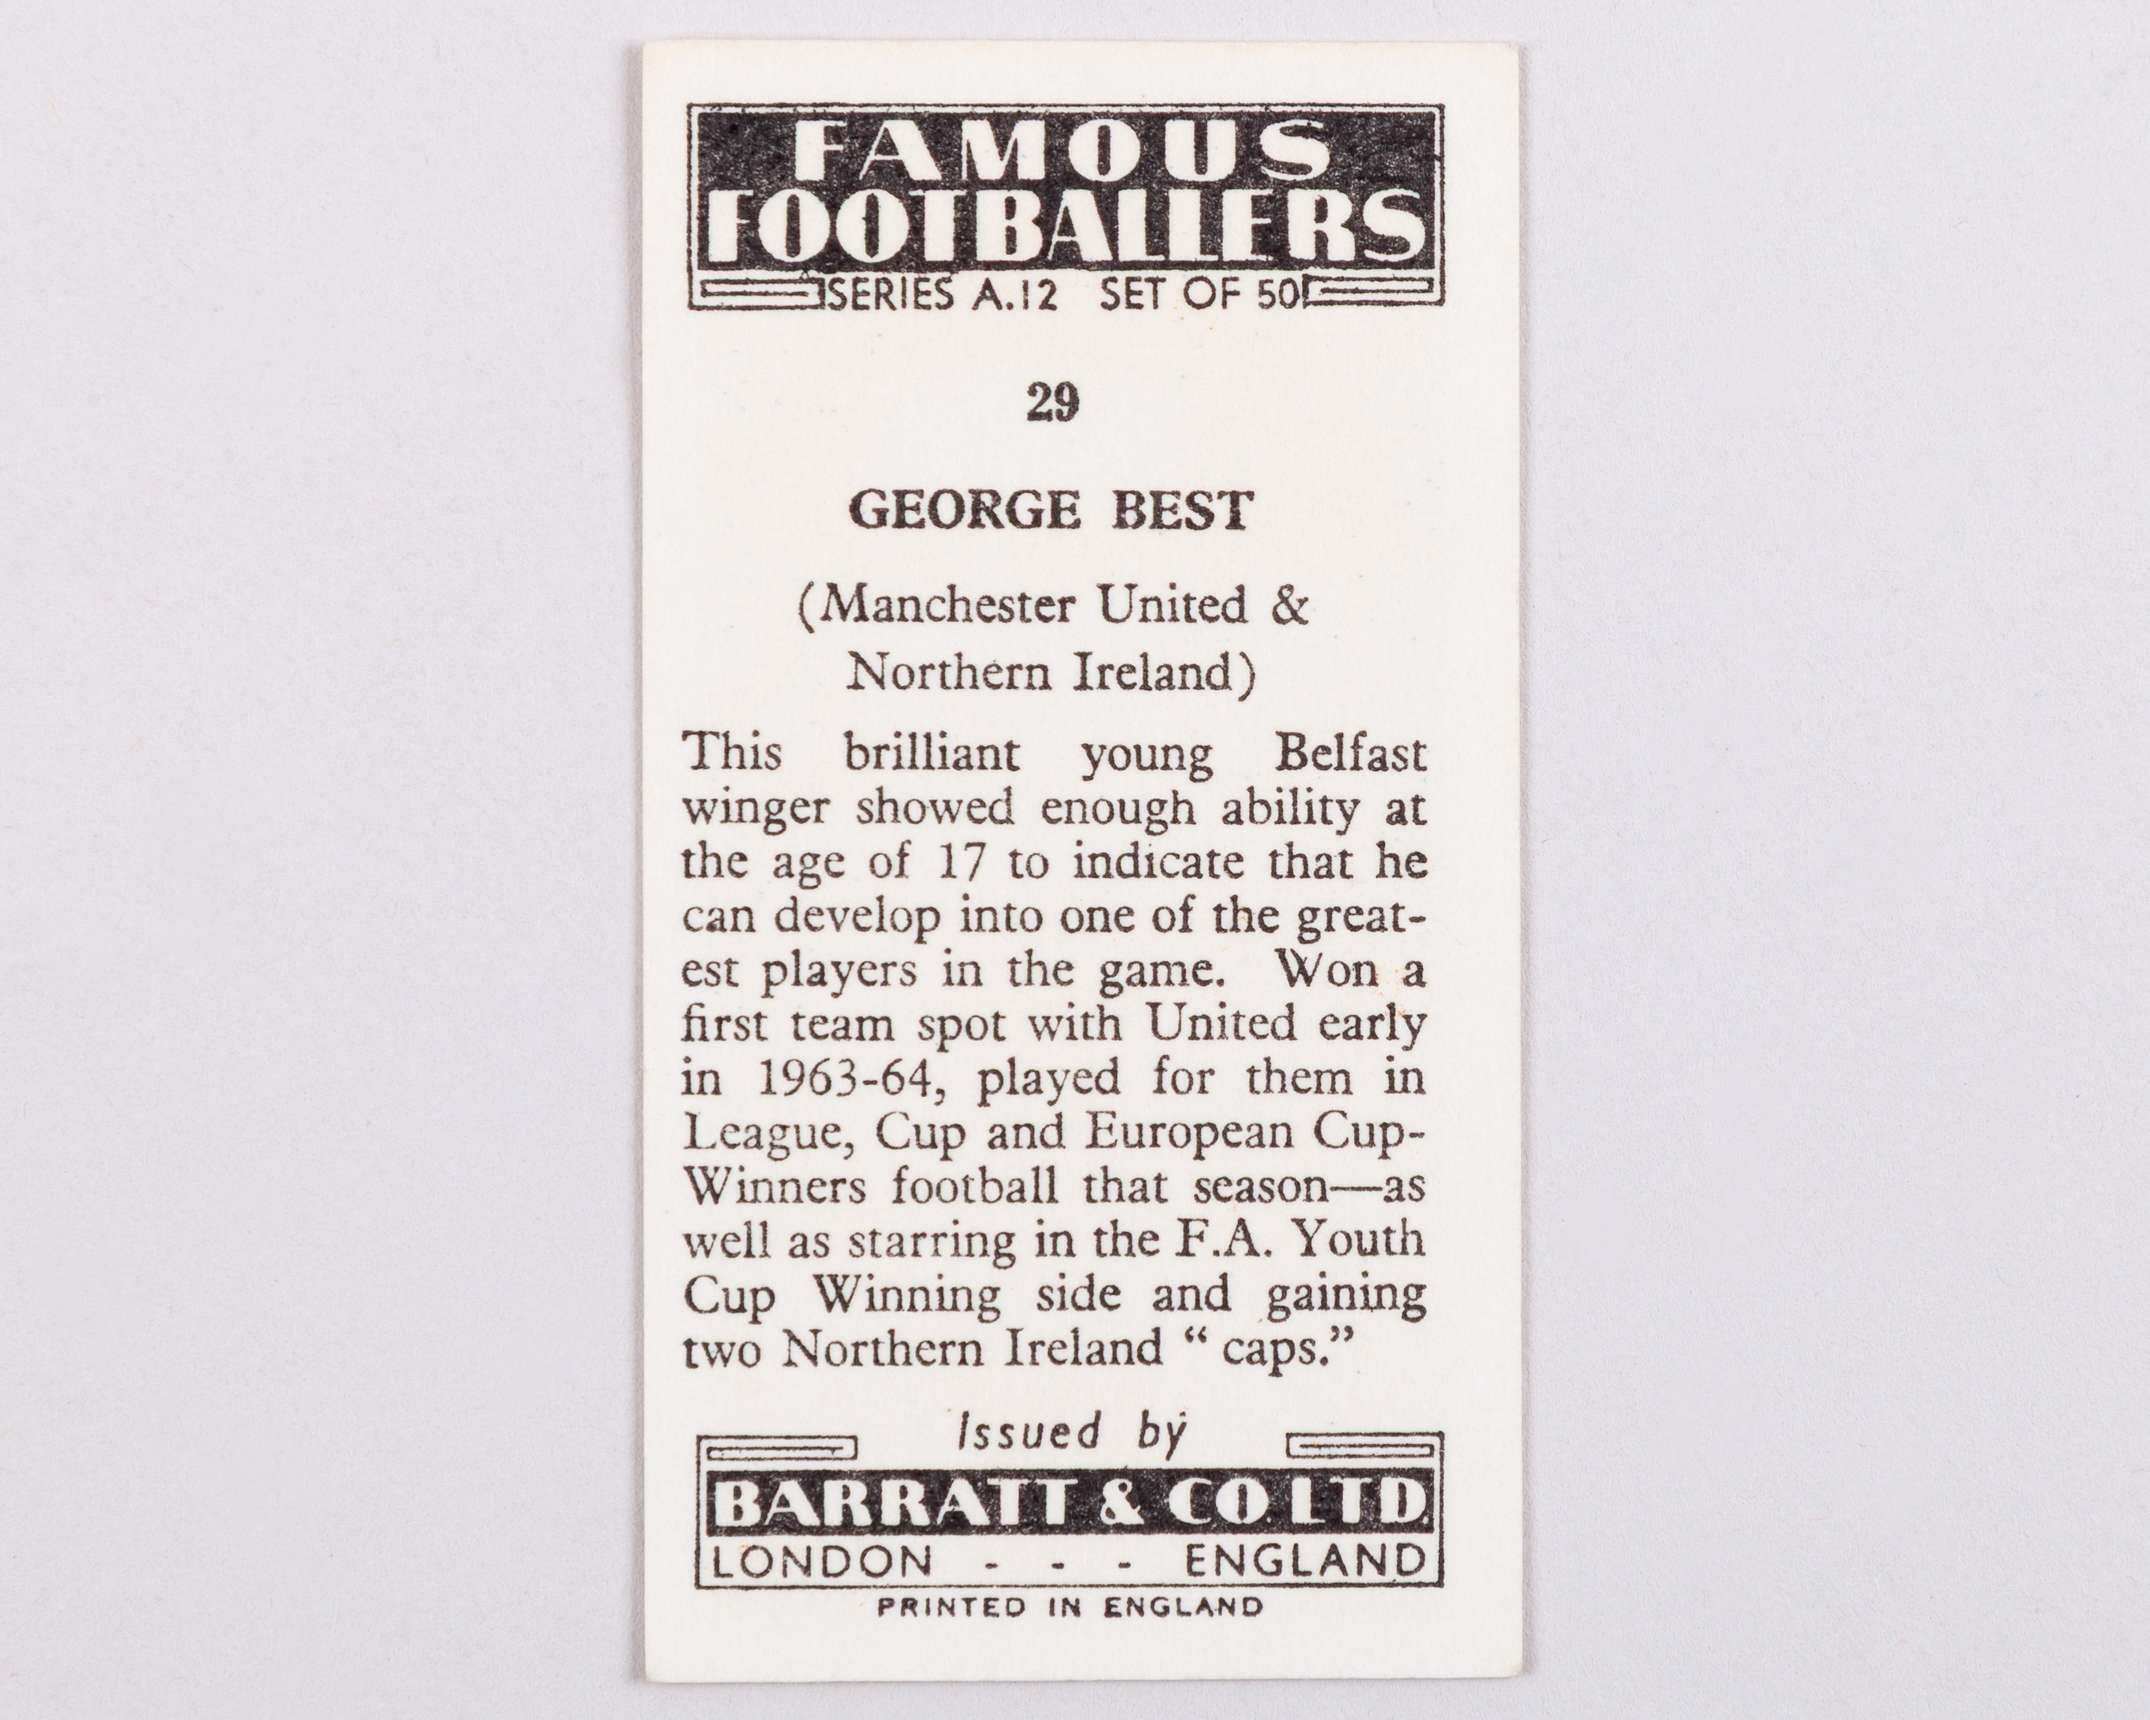 FAMOUS
FOOTBALLERS
SERIES A.12 SET OF 50
29
GEORGE BEST
(Manchester United &
Northern Ireland)
This brilliant young Belfast
winger showed enough ability at
the age of 17 to indicate that he
can develop into one of the great-
est players in the game. Won a
first team spot with United early
in 1963-64, played for them in
League, Cup and European Cup-
Winners football that season—as
well as starring in the F.A. Youth
Cup Winning side and gaining
two Northern Ireland “ caps.”
Issued by
BARRATT & CO. LTD.
LONDON - - - ENGLAND
PRINTED IN ENGLAND